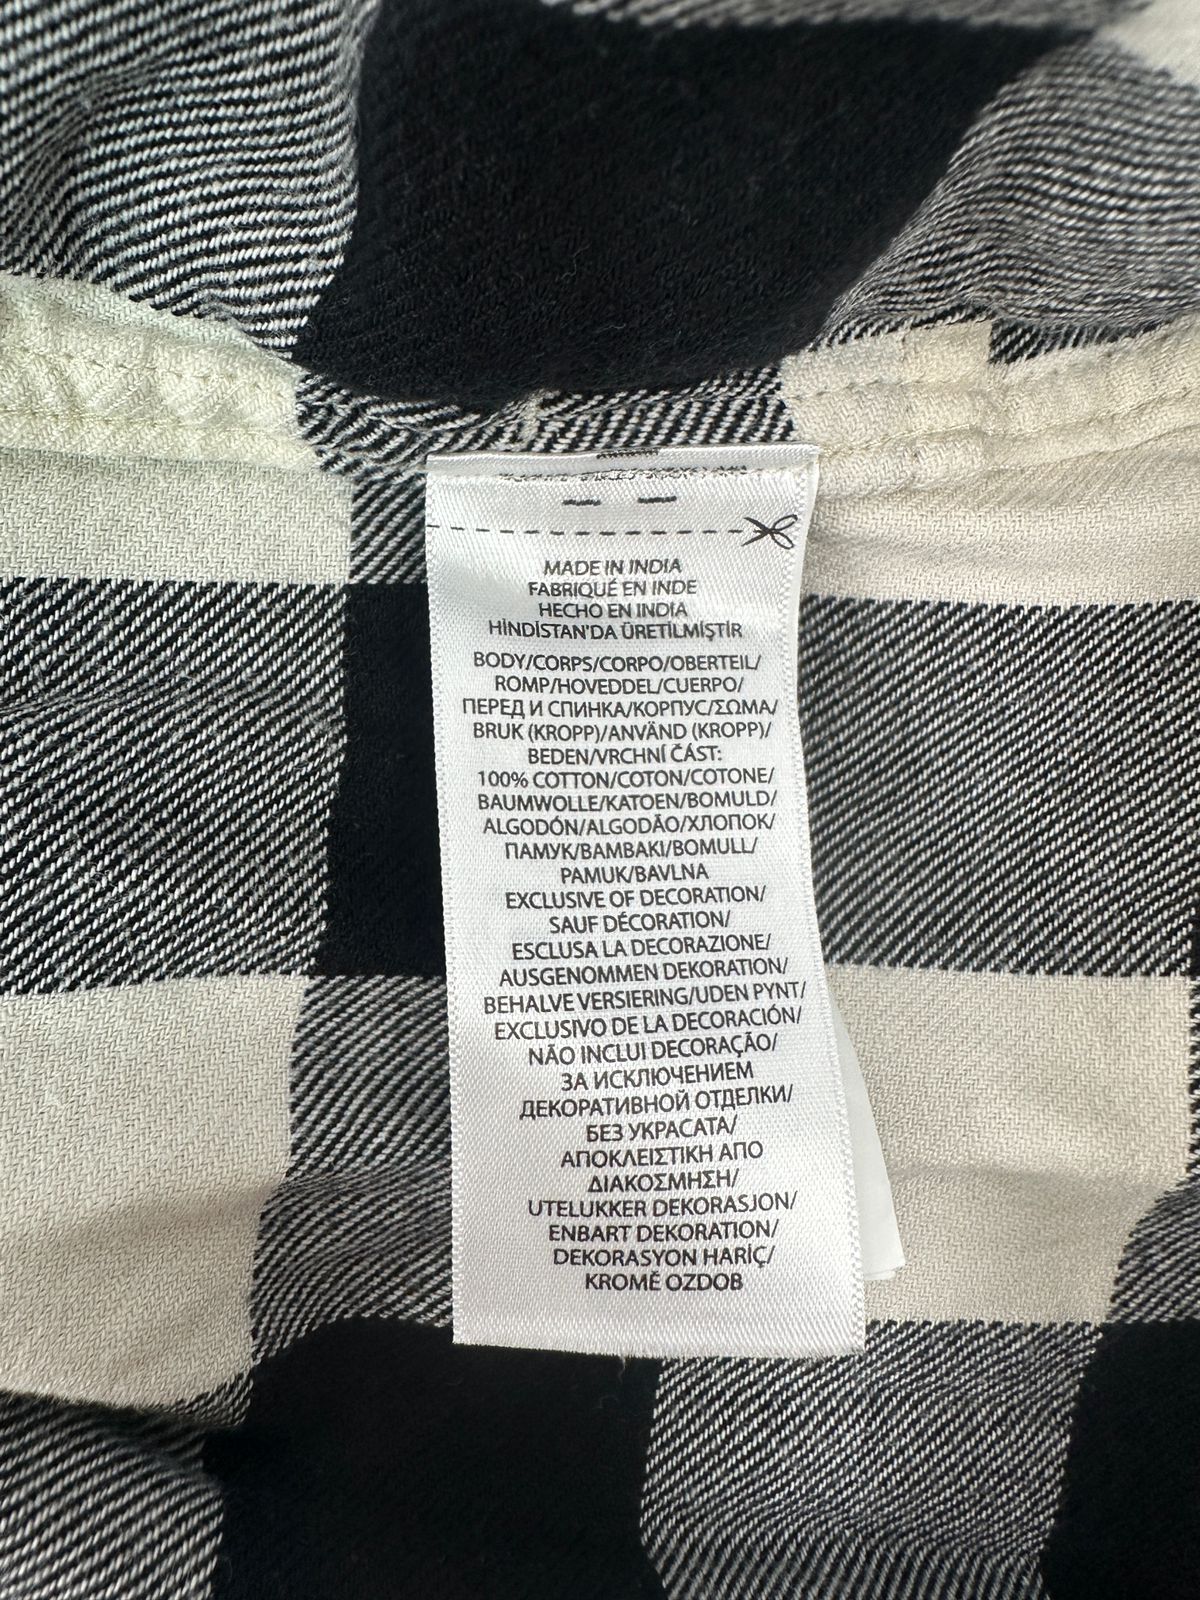 MADE IN INDIA
FABRIQUÉ EN INDE
HECHO EN INDIA
HİNDİSTAN'DA ÜRETİLMİŞTİR
BODY/CORPS/CORPO/OBERTEIL/
ROMP/HOVEDDEL/CUERPO/
ПЕРЕД И СПИНКА/КОРПУС/ΣΩΜΑ/
BRUK (KROPP)/ANVÄND (KROPP)/
BEDEN/VRCHNÍ ČÁST:
100% COTTON/COTON/COTONE/
BAUMWOLLE/KATOEN/BOMULD/
ALGODÓN/ALGODÃO/ХЛОПОК/
ПАМУК/ΒΑΜΒΑΚΙ/BOMULL/
PAMUK/BAVLNA
EXCLUSIVE OF DECORATION/
SAUF DÉCORATION/
ESCLUSA LA DECORAZIONE/
AUSGENOMMEN DEKORATION/
BEHALVE VERSIERING/UDEN PYNT/
EXCLUSIVO DE LA DECORACIÓN/
NÃO INCLUI DECORAÇÃO/
ЗА ИСКЛЮЧЕНИЕМ
ДЕКОРАТИВНОЙ ОТДЕЛКИ/
БЕЗ УКРАСАТА/
ΑΠΟΚΛΕΙΣΤΙΚΗ ΑΠΟ
ΔΙΑΚΟΣΜΗΣΗ/
UTELUKKER DEKORASJON/
ENBART DEKORATION/
DEKORASYON HARİÇ/
KROMĚ OZDOB